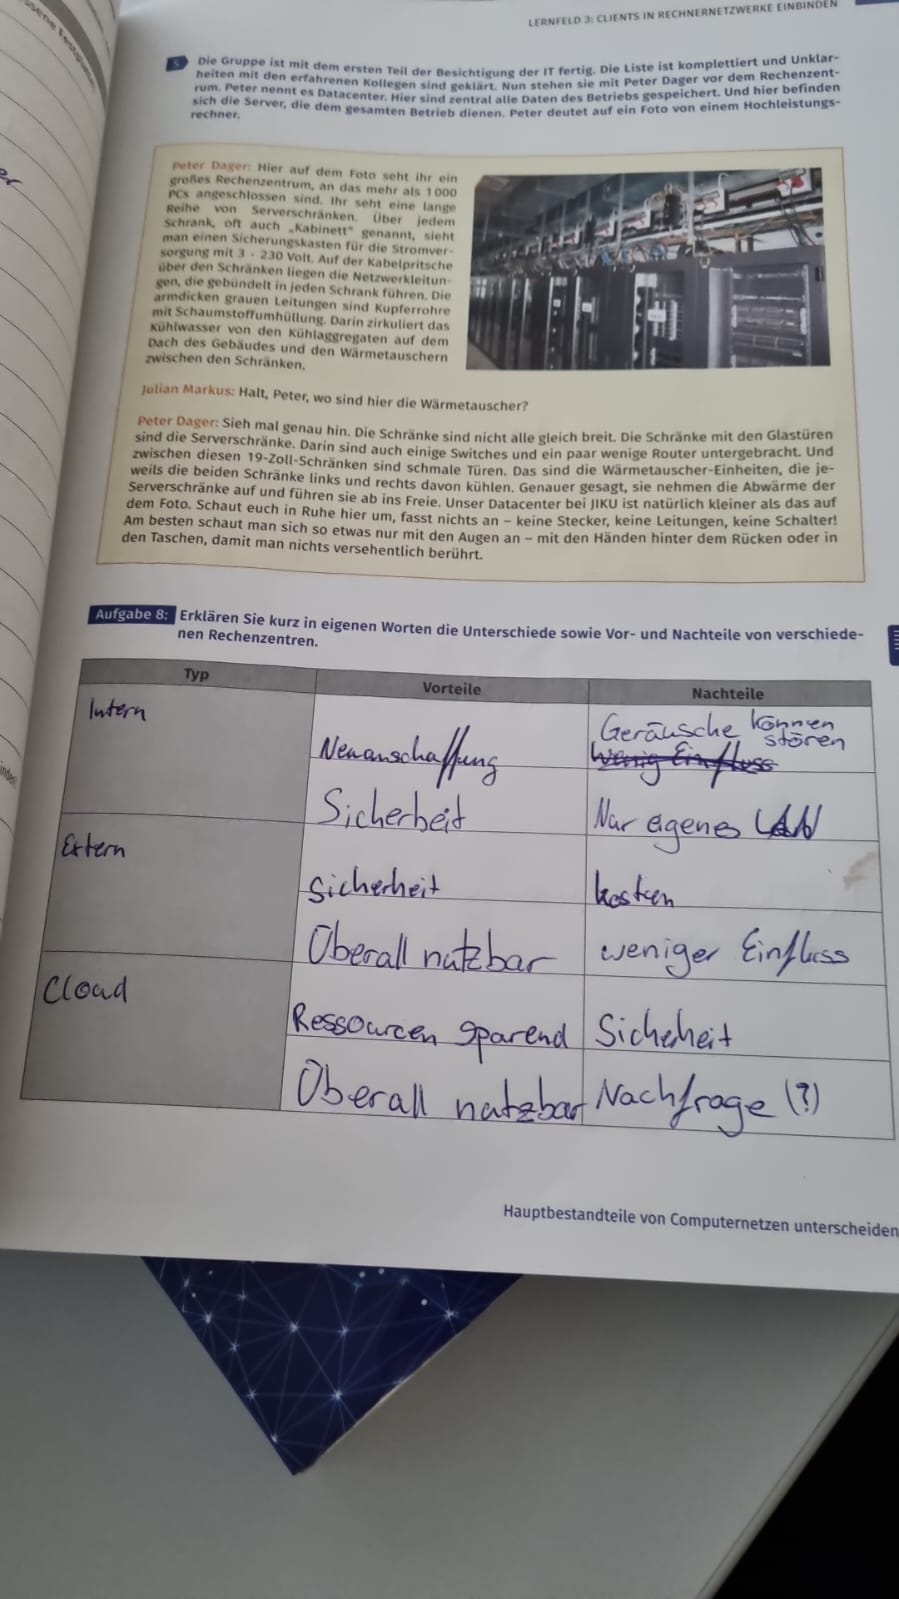 LERNFELD 3: CLIENTS IN RECHNERNETZWERKE EINBINDEN
5 Die Gruppe ist mit dem ersten Teil der Besichtigung der IT fertig. Die Liste ist komplettiert und Unklar-
heiten mit den erfahrenen Kollegen sind geklärt. Nun stehen sie mit Peter Dager vor dem Rechenzent-
rum. Peter nennt es Datacenter. Hier sind zentral alle Daten des Betriebs gespeichert. Und hier befinden
sich die Server, die dem gesamten Betrieb dienen. Peter deutet auf ein Foto von einem Hochleistungs-
rechner.
Peter Dager: Hier auf dem Foto seht ihr ein
großes Rechenzentrum, an das mehr als 1000
PCs angeschlossen sind. Ihr seht eine lange
Reihe von Serverschränken. Über jedem
Schrank, oft auch „Kabinett" genannt, sieht
man einen Sicherungskasten für die Stromver-
sorgung mit 3 · 230 Volt. Auf der Kabelpritsche
über den Schränken liegen die Netzwerkleitun-
gen, die gebündelt in jeden Schrank führen. Die
armdicken grauen Leitungen sind Kupferrohre
mit Schaumstoffumhüllung. Darin zirkuliert das
Kühlwasser von den Kühlaggregaten auf dem
Dach des Gebäudes und den Wärmetauschern
zwischen den Schränken.
Julian Markus: Halt, Peter, wo sind hier die Wärmetauscher?
Peter Dager: Sieh mal genau hin. Die Schränke sind nicht alle gleich breit. Die Schränke mit den Glastüren
sind die Serverschränke. Darin sind auch einige Switches und ein paar wenige Router untergebracht. Und
zwischen diesen 19-Zoll-Schränken sind schmale Türen. Das sind die Wärmetauscher-Einheiten, die je-
weils die beiden Schränke links und rechts davon kühlen. Genauer gesagt, sie nehmen die Abwärme der
Serverschränke auf und führen sie ab ins Freie. Unser Datacenter bei JIKU ist natürlich kleiner als das auf
dem Foto. Schaut euch in Ruhe hier um, fasst nichts an – keine Stecker, keine Leitungen, keine Schalter!
Am besten schaut man sich so etwas nur mit den Augen an – mit den Händen hinter dem Rücken oder in
den Taschen, damit man nichts versehentlich berührt.
Aufgabe 8: Erklären Sie kurz in eigenen Worten die Unterschiede sowie Vor- und Nachteile von verschiede-
nen Rechenzentren.
Typ Vorteile Nachteile
Intern
Geräusche können
stören
Neuanschaffung Wenig Einfluss
Sicherheit Nur eigenes LAN
Extern
Sicherheit kosten
Überall nutzbar weniger Einfluss
Cloud
Ressourcen sparend Sicherheit
Überall nutzbar Nachfrage (?)
Hauptbestandteile von Computernetzen unterscheiden